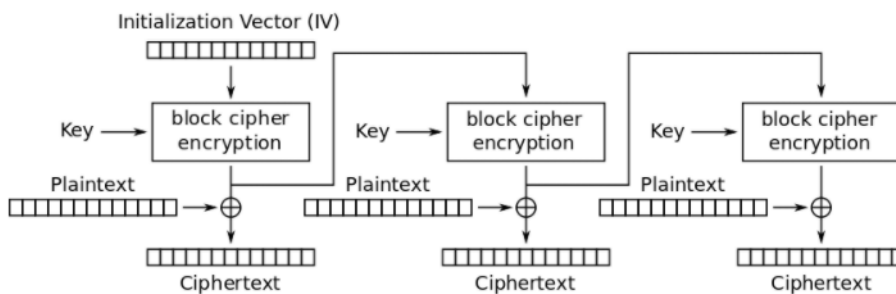 Initialization Vector (IV)
Key
block cipher
encryption
Key
block cipher
encryption
Key
block cipher
encryption
Plaintext
Plaintext
Plaintext
Ciphertext
Ciphertext
Ciphertext